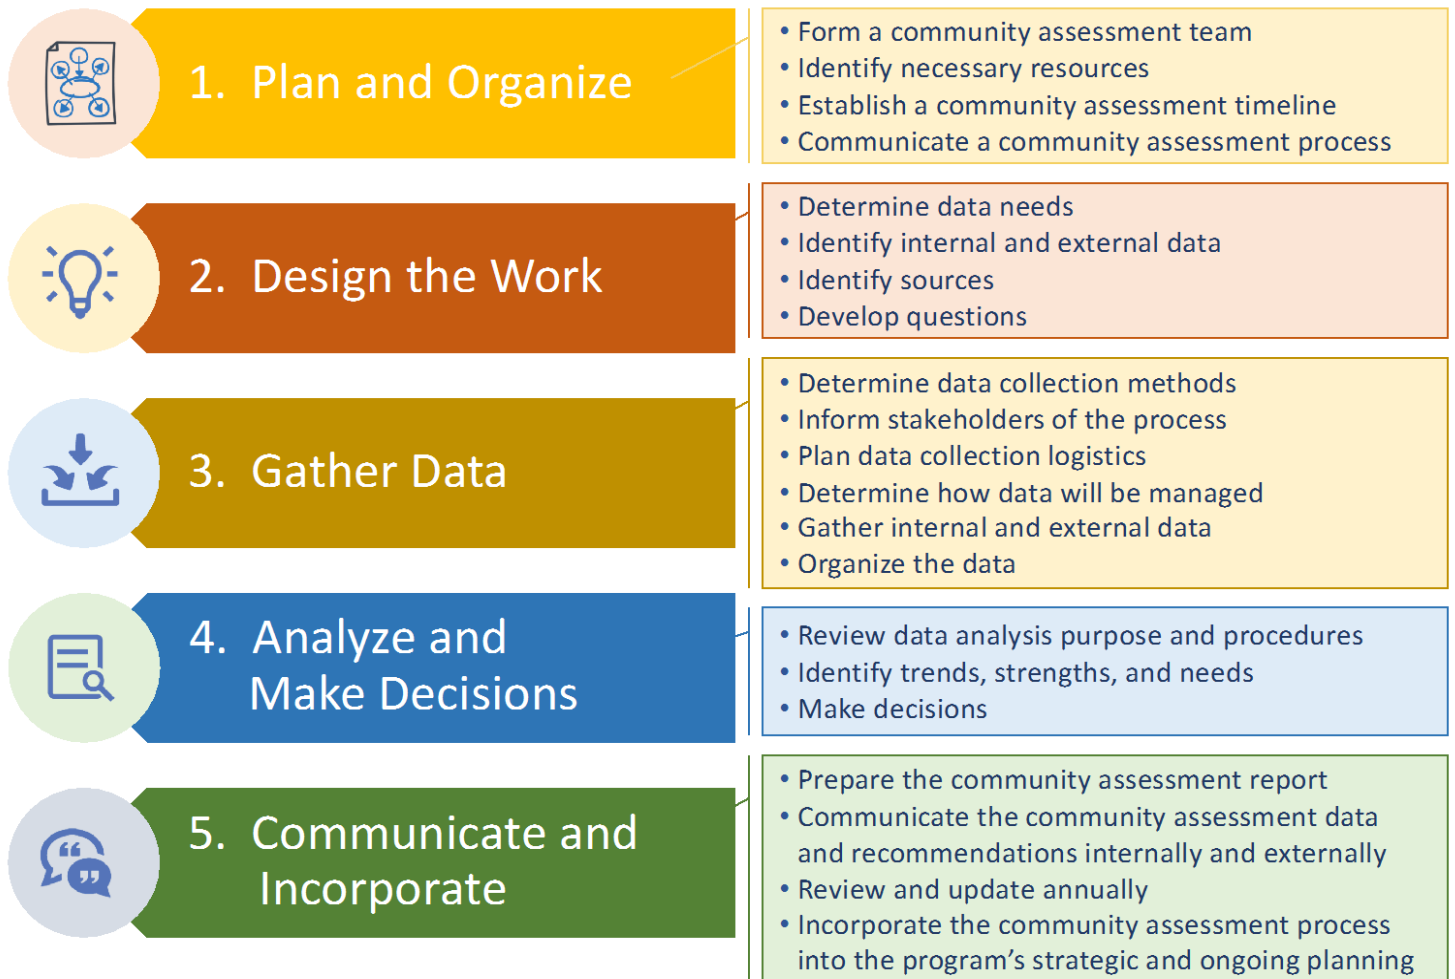 1. Plan and Organize
• Form a community assessment team
• Identify necessary resources
• Establish a community assessment timeline
• Communicate a community assessment process
2. Design the Work
• Determine data needs
• Identify internal and external data
• Identify sources
• Develop questions
3. Gather Data
• Determine data collection methods
• Inform stakeholders of the process
• Plan data collection logistics
• Determine how data will be managed
• Gather internal and external data
• Organize the data
4. Analyze and
Make Decisions
• Review data analysis purpose and procedures
• Identify trends, strengths, and needs
• Make decisions
5. Communicate and
Incorporate
• Prepare the community assessment report
• Communicate the community assessment data
and recommendations internally and externally
• Review and update annually
• Incorporate the community assessment process
into the program’s strategic and ongoing planning